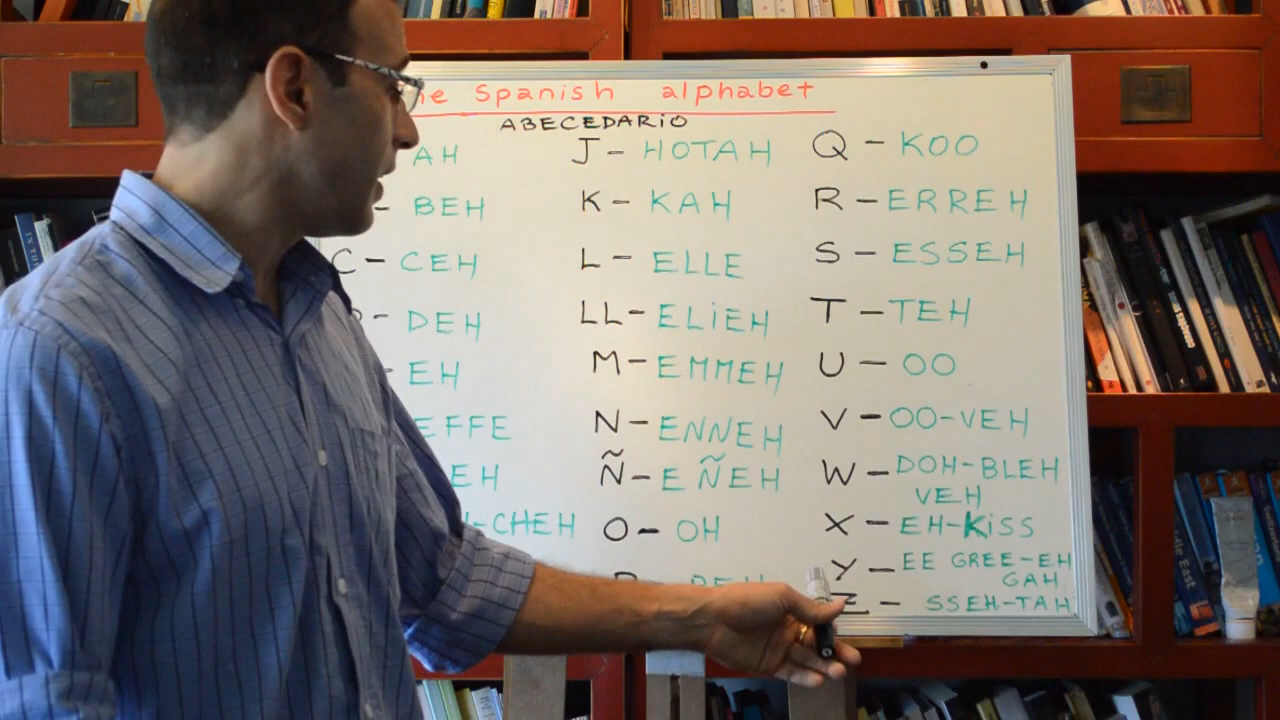 he Spanish alphabet
ABECEDARIO
AH
– BEH
C – CEH
DEH
EH
EFFE
EH
-CHEH
J – HOTAH
K – KAH
L – ELLE
LL – ELiEH
M – EMMEH
N – ENNEH
Ñ – EÑEH
O – OH
Q – KOO
R – ERREH
S – ESSEH
T – TEH
U – OO
V – OO-VEH
W – DOH-BLEH
VEH
X – EH-KiSS
Y – EE GREE-EH
GAH
Z – SSEH-TAH